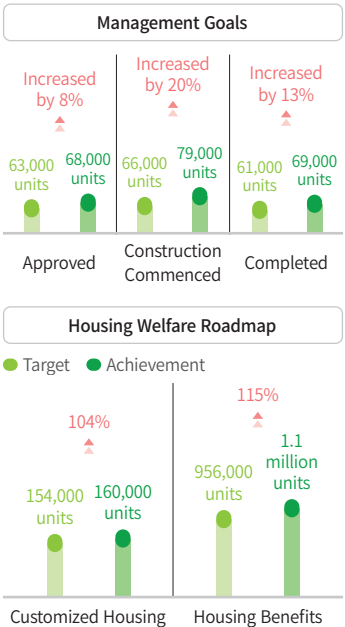 Management Goals
Increased
by 8%
63,000
units
68,000
units
Approved
Increased
by 20%
66,000
units
79,000
units
Construction
Commenced
Increased
by 13%
61,000
units
69,000
units
Completed
Housing Welfare Roadmap
Target
Achievement
104%
154,000
units
160,000
units
Customized Housing
115%
956,000
units
1.1
million
units
Housing Benefits